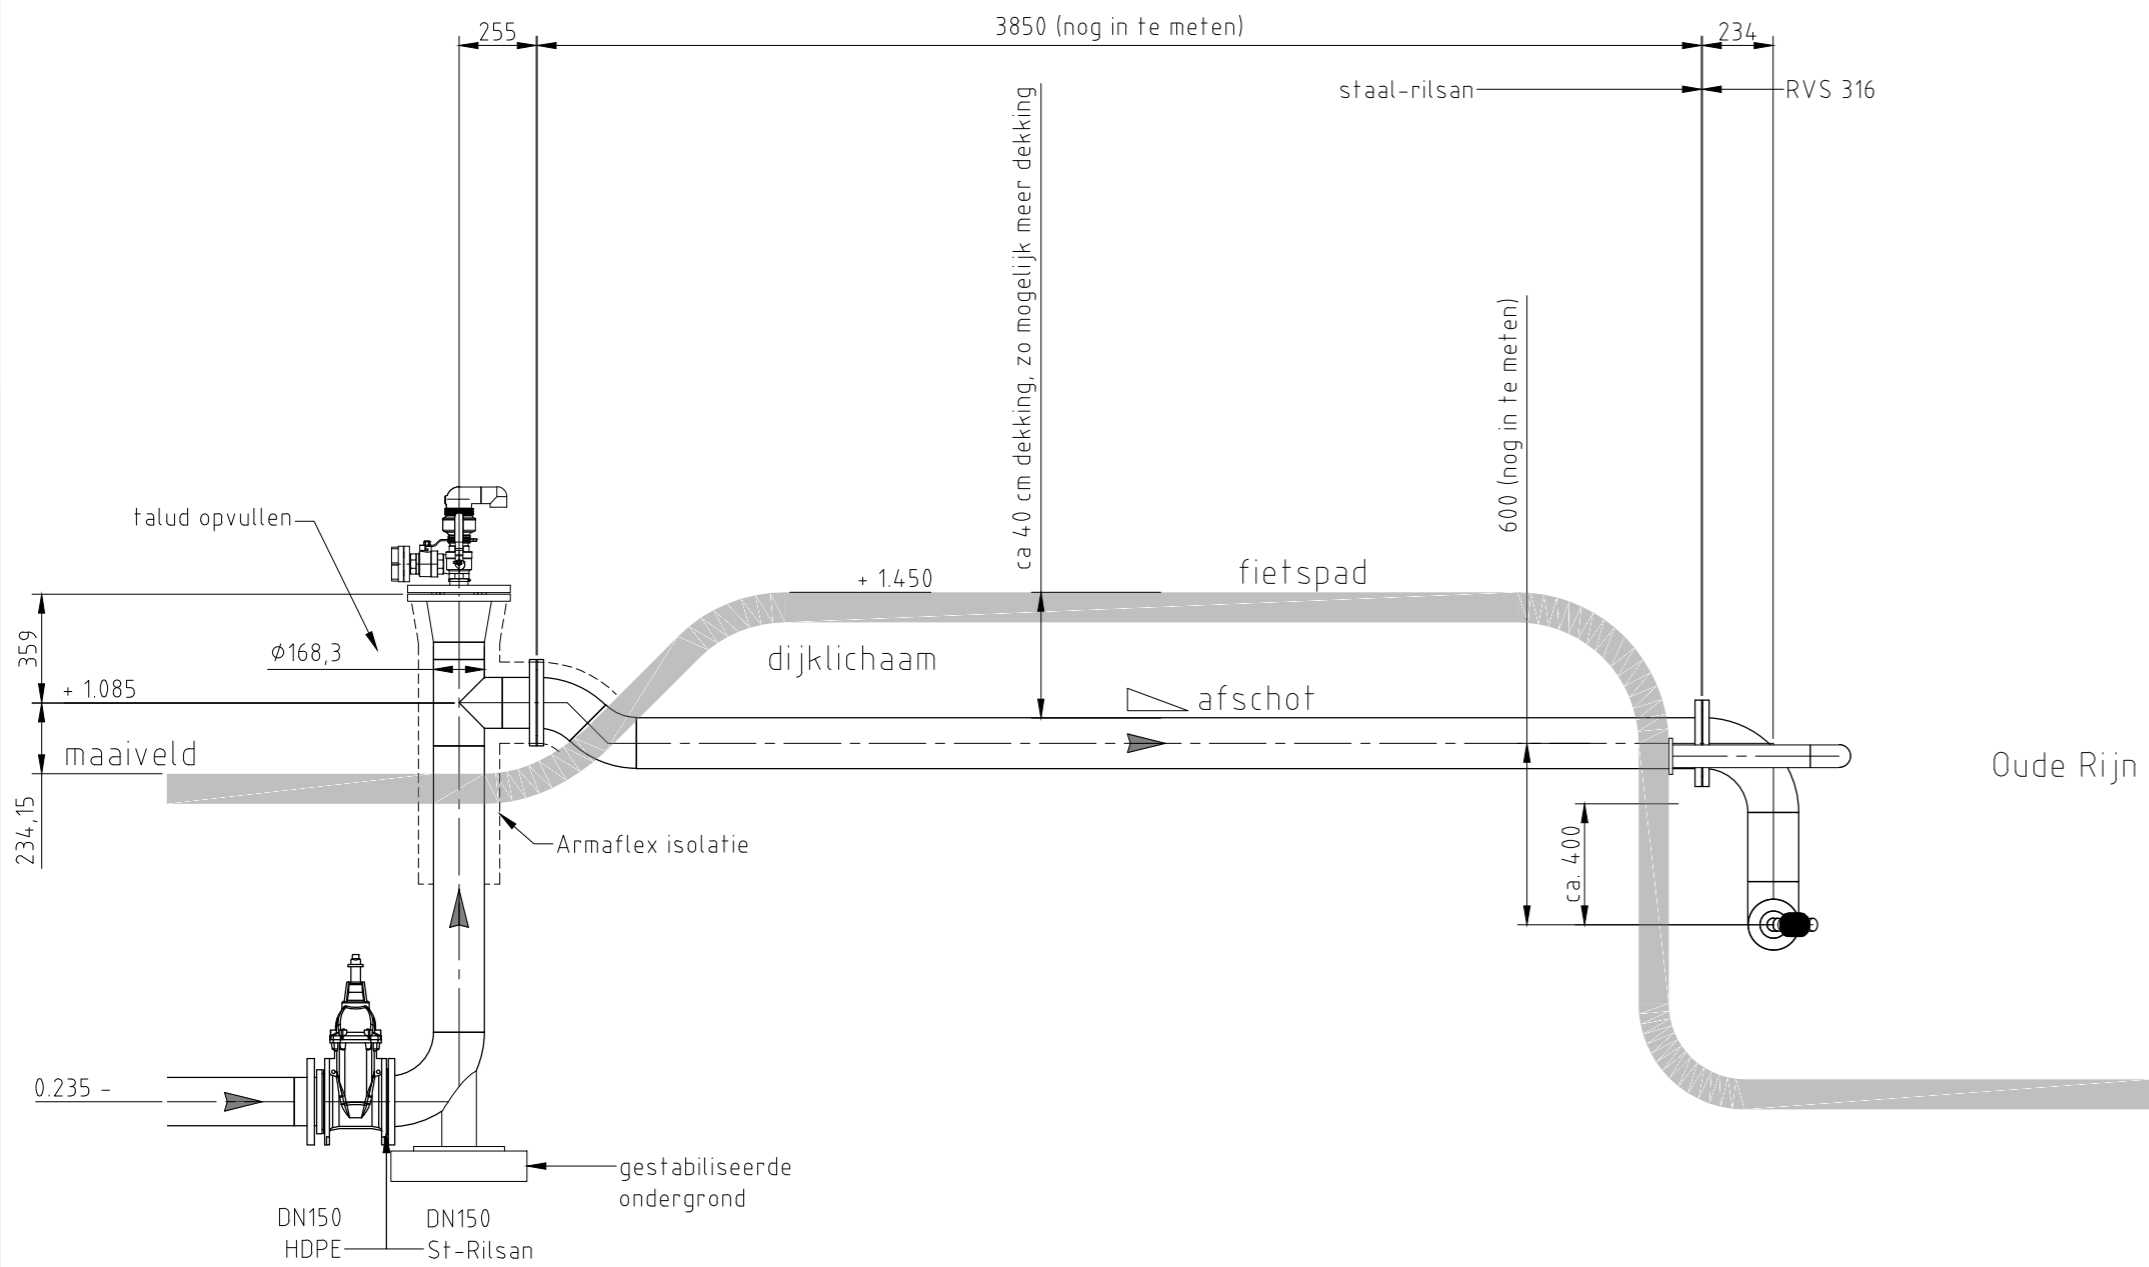 255
3850 (nog in te meten)
234
staal-rilsan
RVS 316
ca 40 cm dekking, zo mogelijk meer dekking
600 (nog in te meten)
talud opvullen
+ 1.450
fietspad
359
Ø168,3
dijklichaam
+ 1.085
afschot
maaiveld
Oude Rijn
234,15
Armaflex isolatie
ca. 400
0.235 -
gestabiliseerde
ondergrond
DN150
HDPE
DN150
St-Rilsan